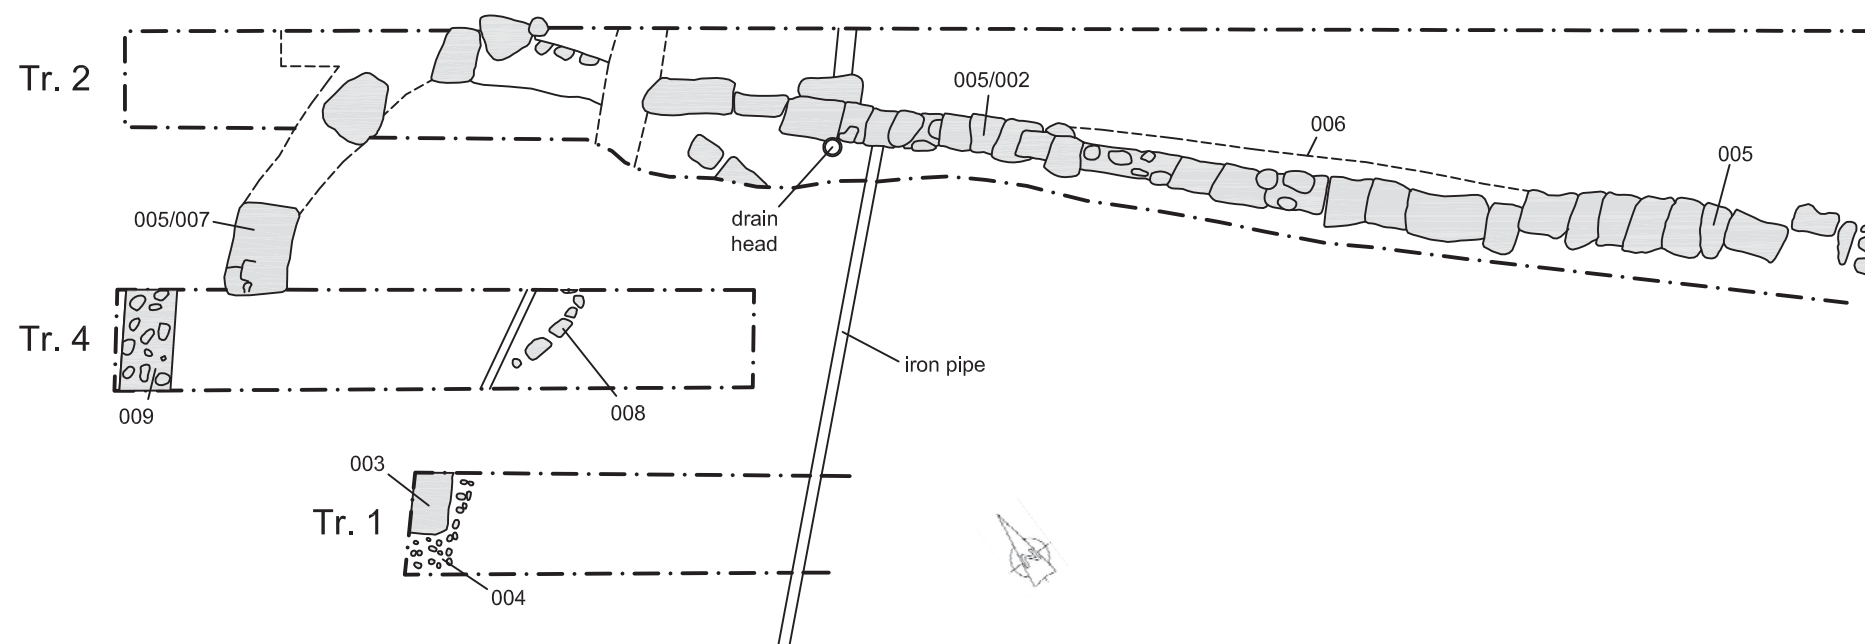 Tr. 2
005/002
006
005
005/007
drain
head
Tr. 4
iron pipe
009
008
003
Tr. 1
004